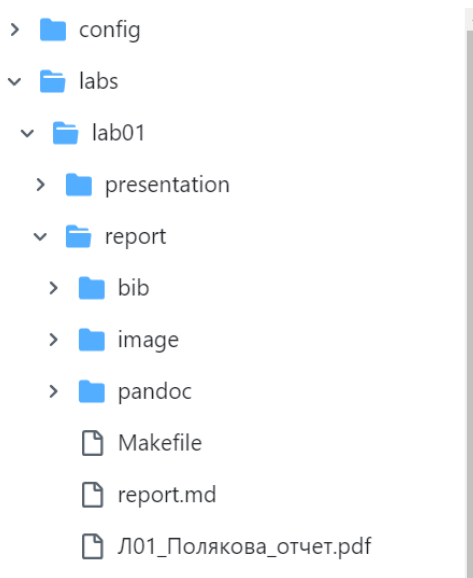 config
labs
lab01
presentation
report
bib
image
pandoc
Makefile
report.md
Л01_Полякова_отчет.pdf